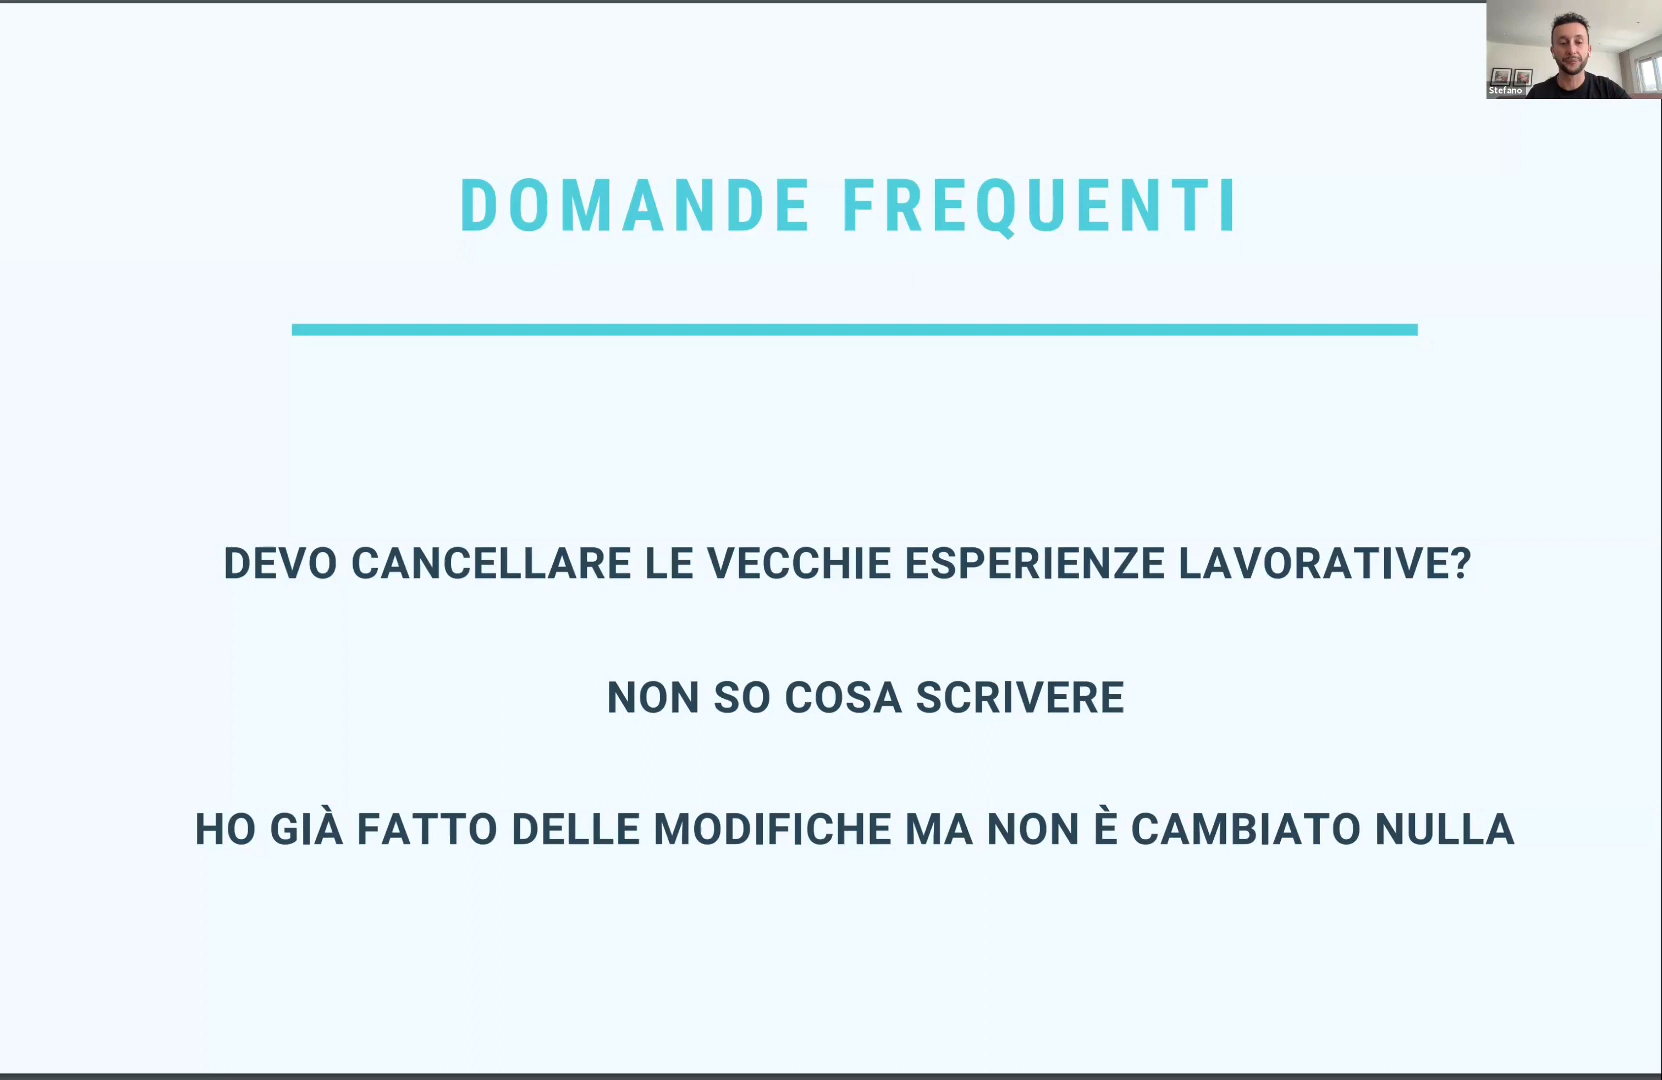 Stefano
DOMANDE FREQUENTI
DEVO CANCELLARE LE VECCHIE ESPERIENZE LAVORATIVE?
NON SO COSA SCRIVERE
HO GIÀ FATTO DELLE MODIFICHE MA NON È CAMBIATO NULLA